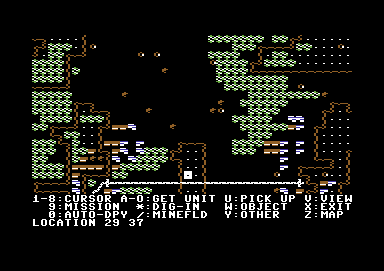 1-8:CURSOR A-O:GET UNIT U:PICK UP V:VIEW
9:MISSION *:DIG-IN W:OBJECT X:EXIT
0:AUTO-DPY /:MINEFLD Y:OTHER Z:MAP
LOCATION 29 37